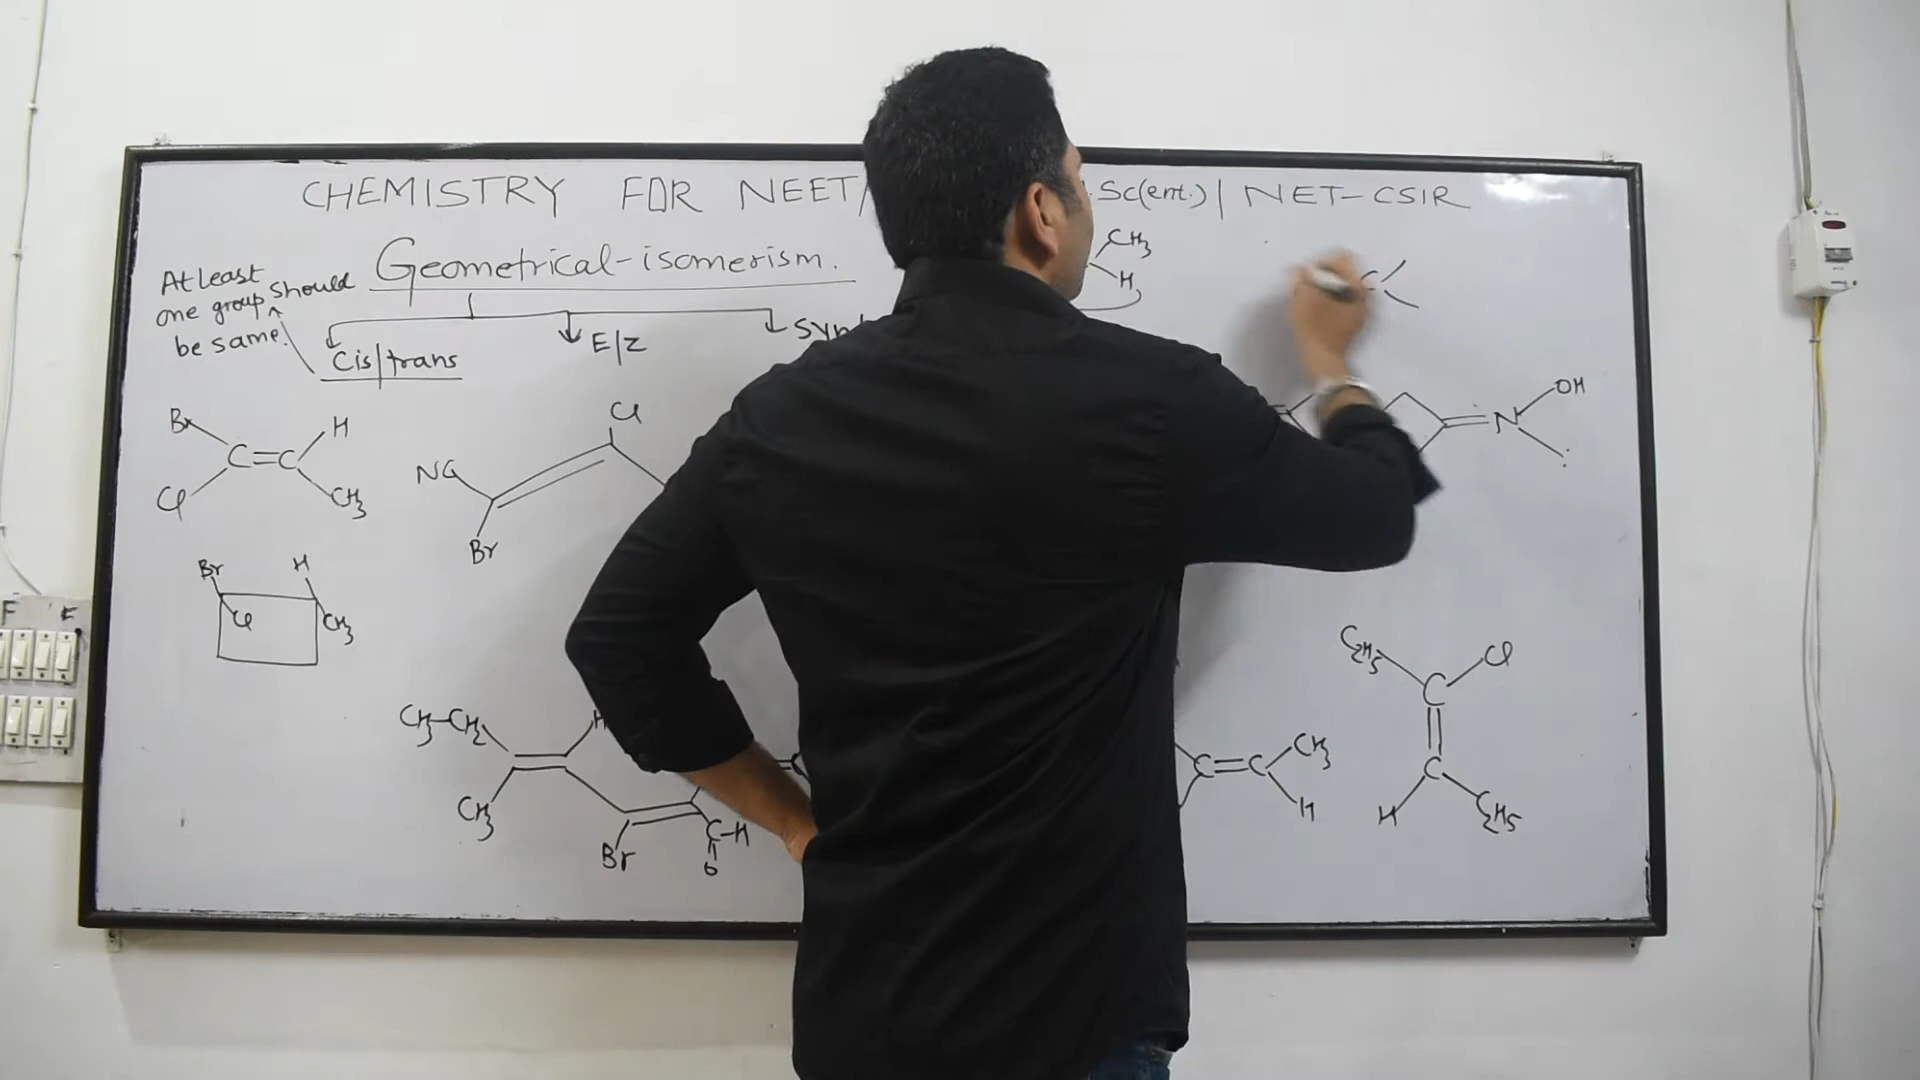 CHEMISTRY FOR NEET/ .Sc(ent.) | NET-CSIR
Geometrical-isomerism.
At least
one group should
be same.
Cis/trans
E/Z
Syn
CH3
H
C
Br H
C=C
Cl CH3
Cl
NC
Br
OH
N
:
Br H
Cl CH3
CH3-CH2 H
CH3
Br
C-H
O
C=C
CH3
H
C2H5 Cl
C
C
H C2H5
F F